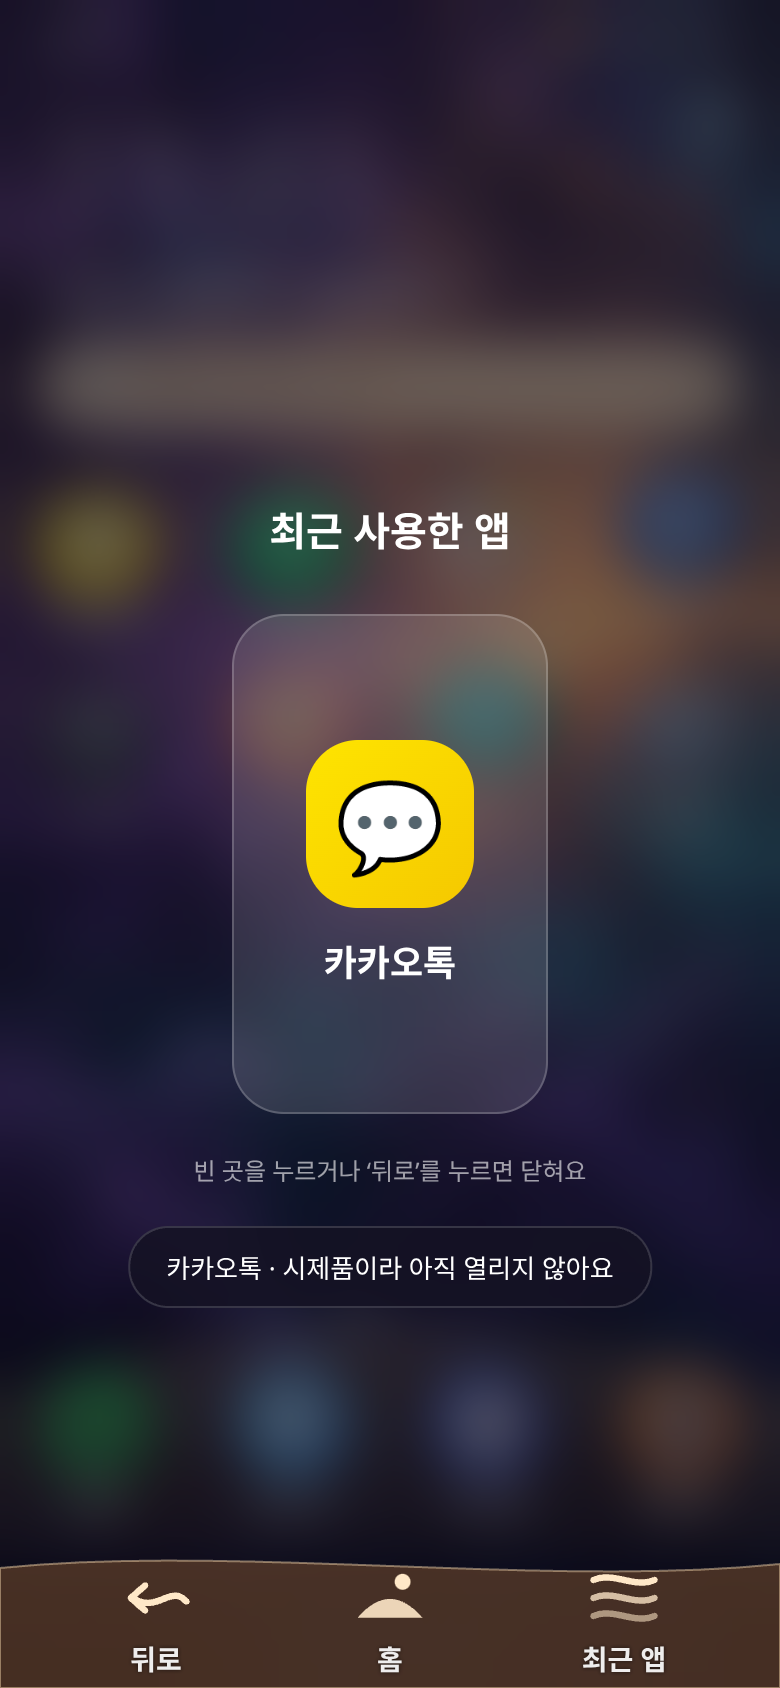 최근 사용한 앱
카카오톡
빈 곳을 누르거나 ‘뒤로’를 누르면 닫혀요
카카오톡 · 시제품이라 아직 열리지 않아요
뒤로
홈
최근 앱